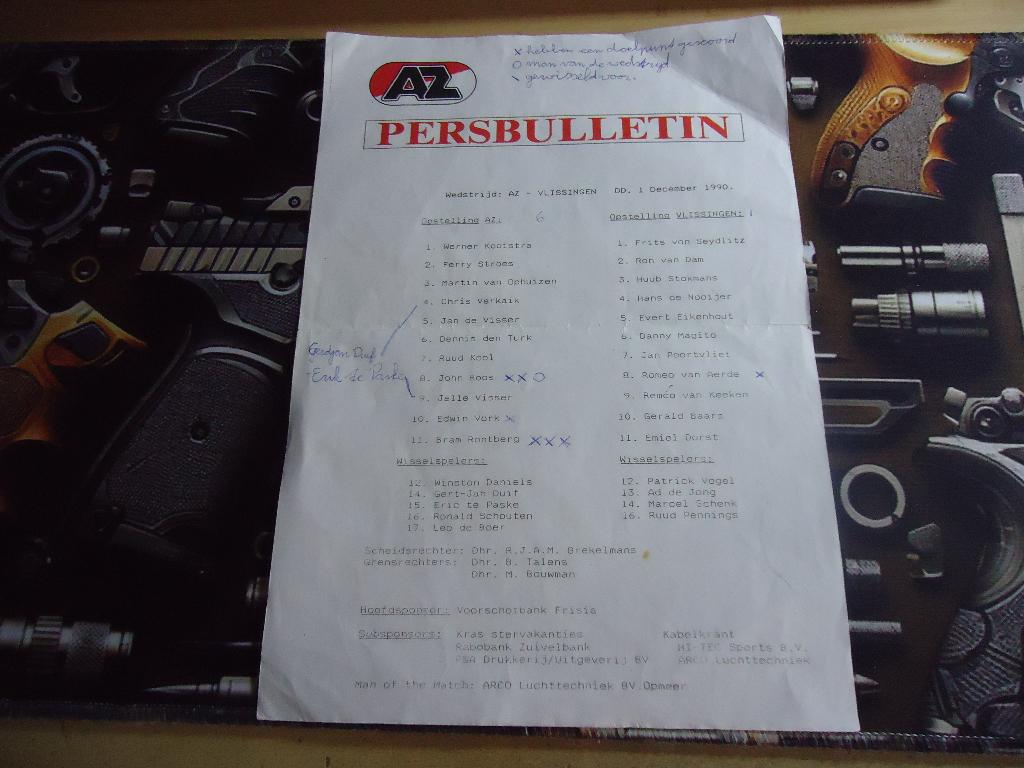 x hebben een doelpunt gescoord
o man van de wedstrijd
\ gewisseld voor.
AZ
PERSBULLETIN
Wedstrijd: AZ - VLISSINGEN DD. 1 December 1990.
Opstelling AZ: 6 Opstelling VLISSINGEN: 1
1. Werner Kooistra 1. Frits von Seydlitz
2. Ferry Stroes 2. Ron van Dam
3. Martin van Ophuizen 3. Huub Stokmans
4. Chris Verkaik 4. Hans de Nooijer
5. Jan de Visser 5. Evert Eikenhout
6. Dennis den Turk 6. Danny Magito
Gertjan Duif 7. Ruud Kool 7. Jan Poortvliet
Erik te Paske 8. John Roos xxo 8. Romeo van Aerde x
9. Jelle Visser 9. Remco van Keeken
10. Edwin Vork x 10. Gerald Baars
11. Bram Rontberg xxx 11. Emiel Dorst
Wisselspelers: Wisselspelers:
12. Winston Daniels 12. Patrick Vogel
14. Gert-Jan Duif 13. Ad de Jong
15. Eric te Paske 14. Marcel Schenk
16. Ronald Schouten 16. Ruud Pennings
17. Leo de Boer
Scheidsrechter: Dhr. R.J.A.M. Brekelmans
Grensrechters: Dhr. B. Talens
Dhr. M. Bouwman
Hoofdsponsor: Voorschotbank Frisia
Subsponsors: Kras stervakanties Kabelkrant
Rabobank Zuivelbank HI-TEC Sports B.V.
P&A Drukkerij/Uitgeverij BV ARCO Luchttechniek
Man of the Match: ARCO Luchttechniek BV.Opmeer